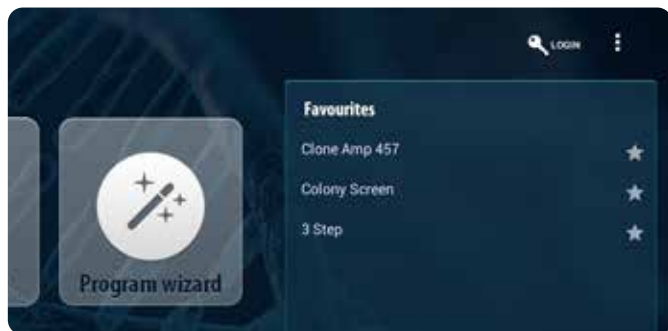 LOGIN
Favourites
Clone Amp 457
Colony Screen
3 Step
Program wizard